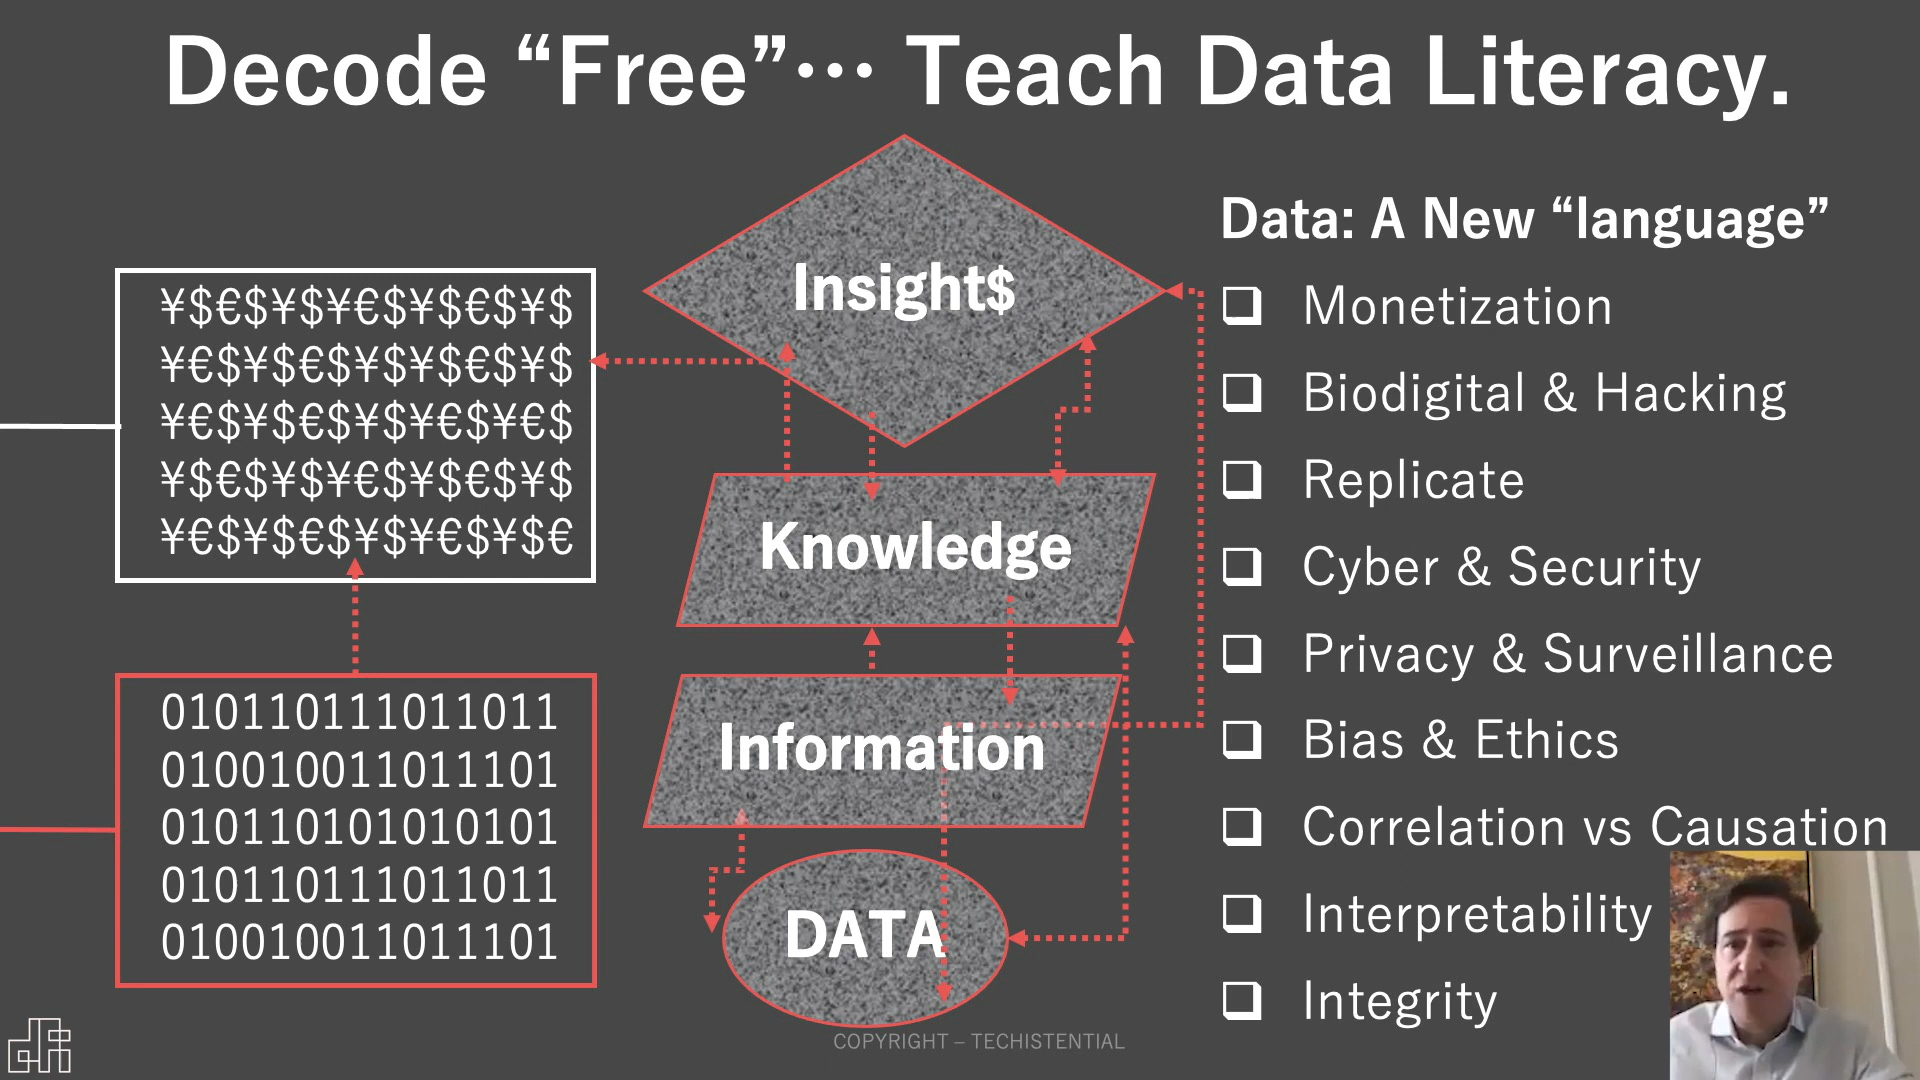 Decode “Free”… Teach Data Literacy.
¥$€$¥$¥€$¥$€$¥$
¥€$¥$€$¥$¥$€$¥$
¥€$¥$€$¥$¥€$¥€$
¥$€$¥$¥€$¥$€$¥$
¥€$¥$€$¥$¥€$¥$€
010110111011011
010010011011101
010110101010101
010110111011011
010010011011101
Insight$
Knowledge
Information
DATA
Data: A New “language”
Monetization
Biodigital & Hacking
Replicate
Cyber & Security
Privacy & Surveillance
Bias & Ethics
Correlation vs Causation
Interpretability
Integrity
COPYRIGHT – TECHISTENTIAL